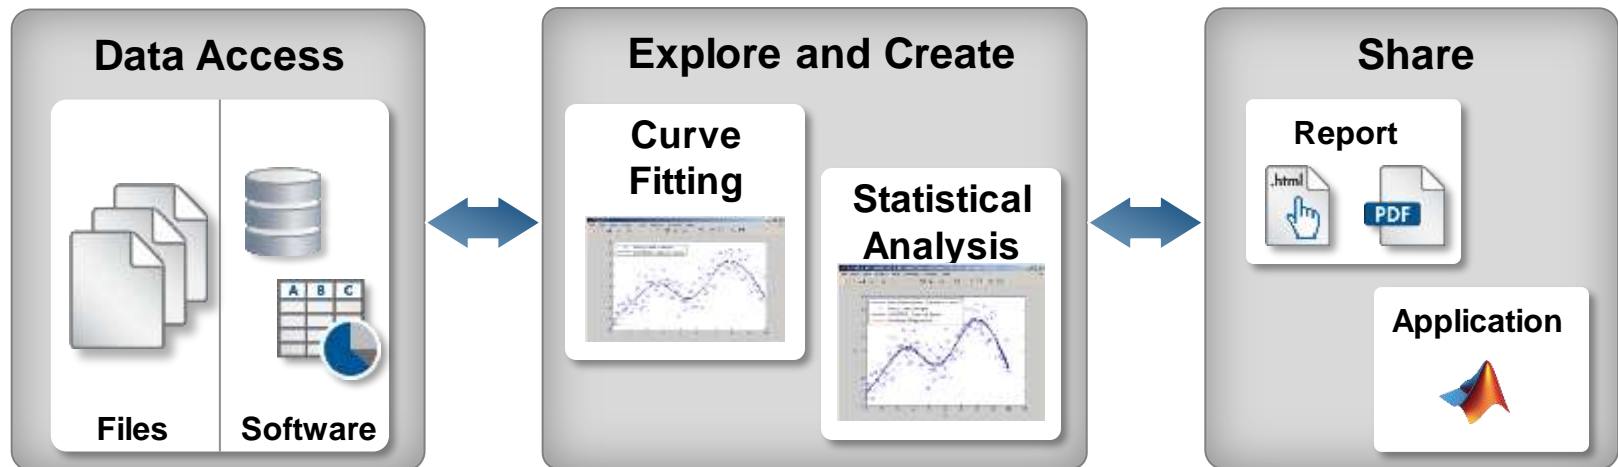 Data Access
Files
Software
A B C
Explore and Create
Curve
Fitting
Statistical
Analysis
Share
Report
.html
PDF
Application